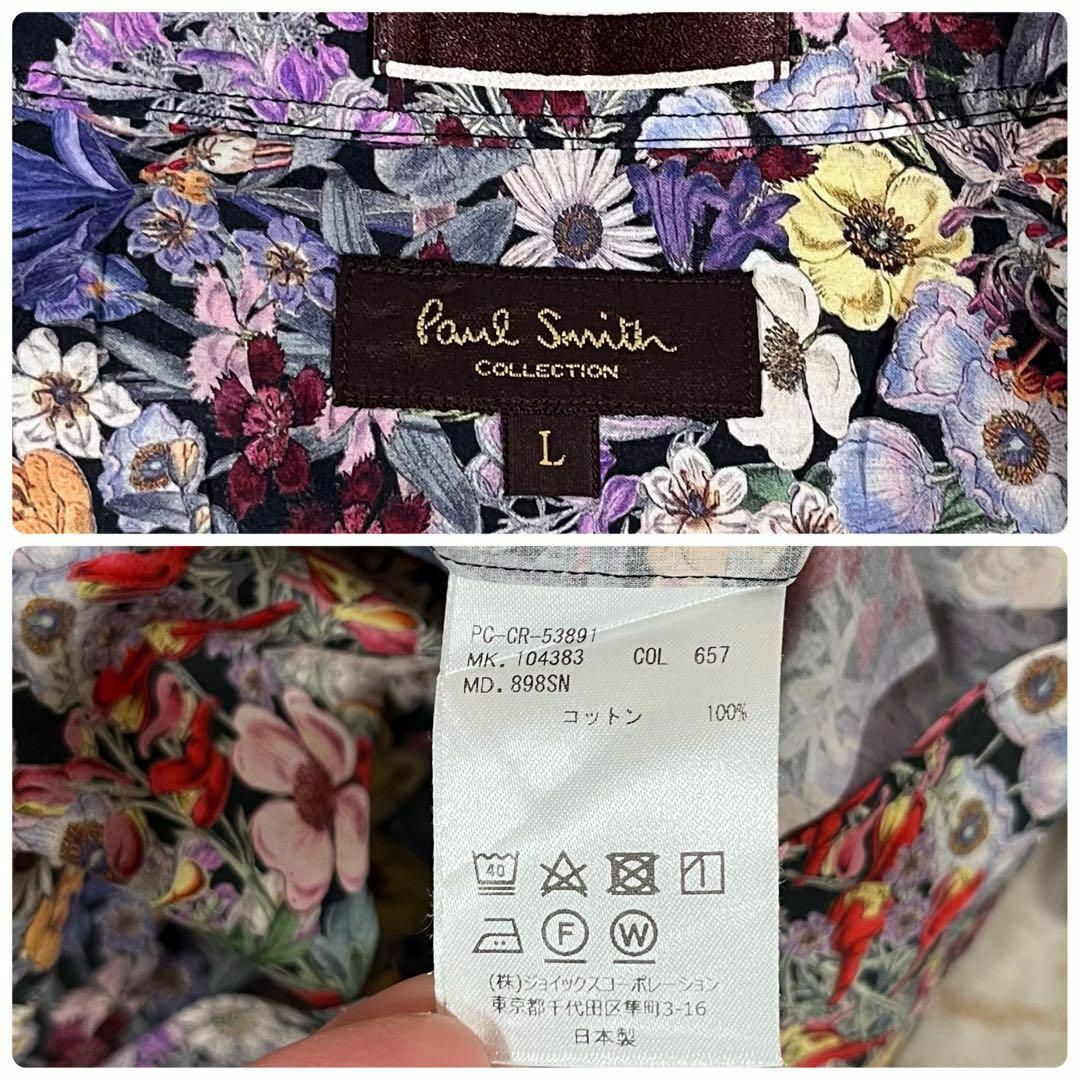 Paul Smith
COLLECTION
L
PC-CR-53891
MK. 104383 COL 657
MD. 898SN
コットン 100%
40
F W
(株)ジョイックスコーポレーション
東京都千代田区隼町3-16
日本製